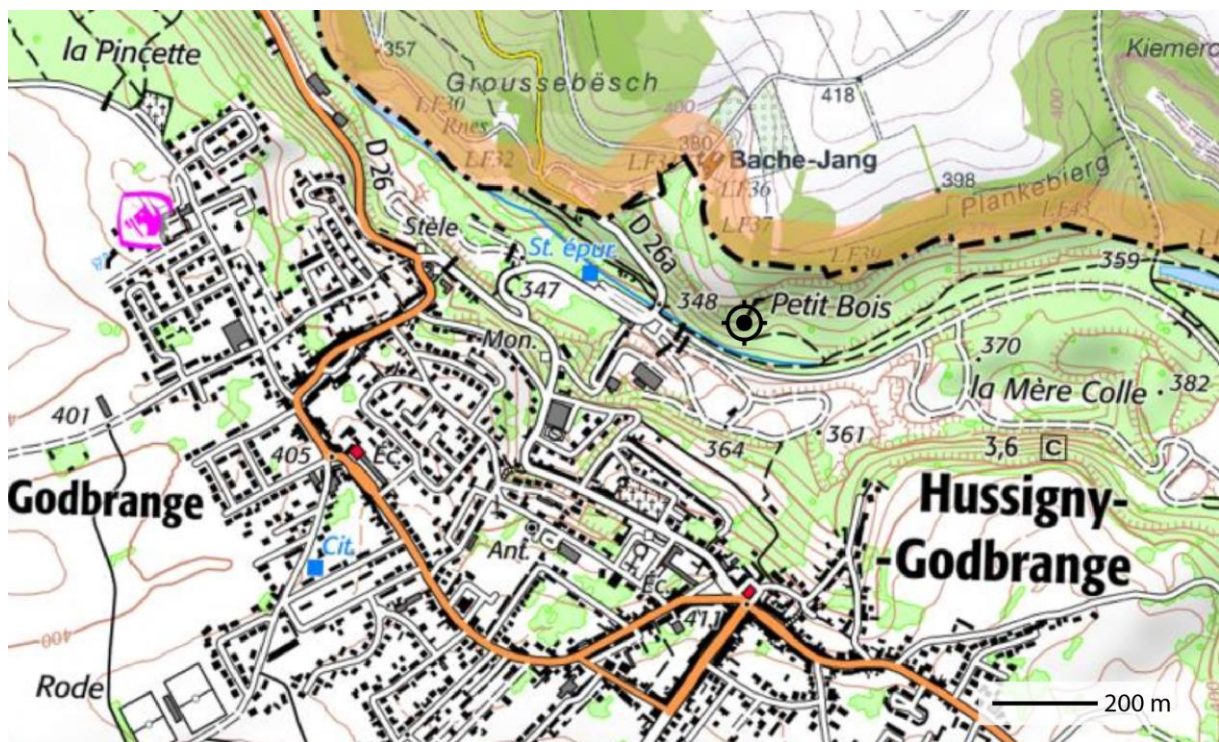 la Pincette
357
Groussebësch
LF30
Rnes
LF32
400
380
Bache-Jang
LF36
LF37
418
398
Kiemerc
400
Plankebierg
LF43
D 26
Stèle
St. épur.
D 26a
347
348
Petit Bois
359
Mon.
370
la Mère Colle
382
401
364
361
3,6 C
405
Éc.
Godbrange
Hussigny-
-Godbrange
Cit.
Ant.
Éc.
411
400
Rode
200 m